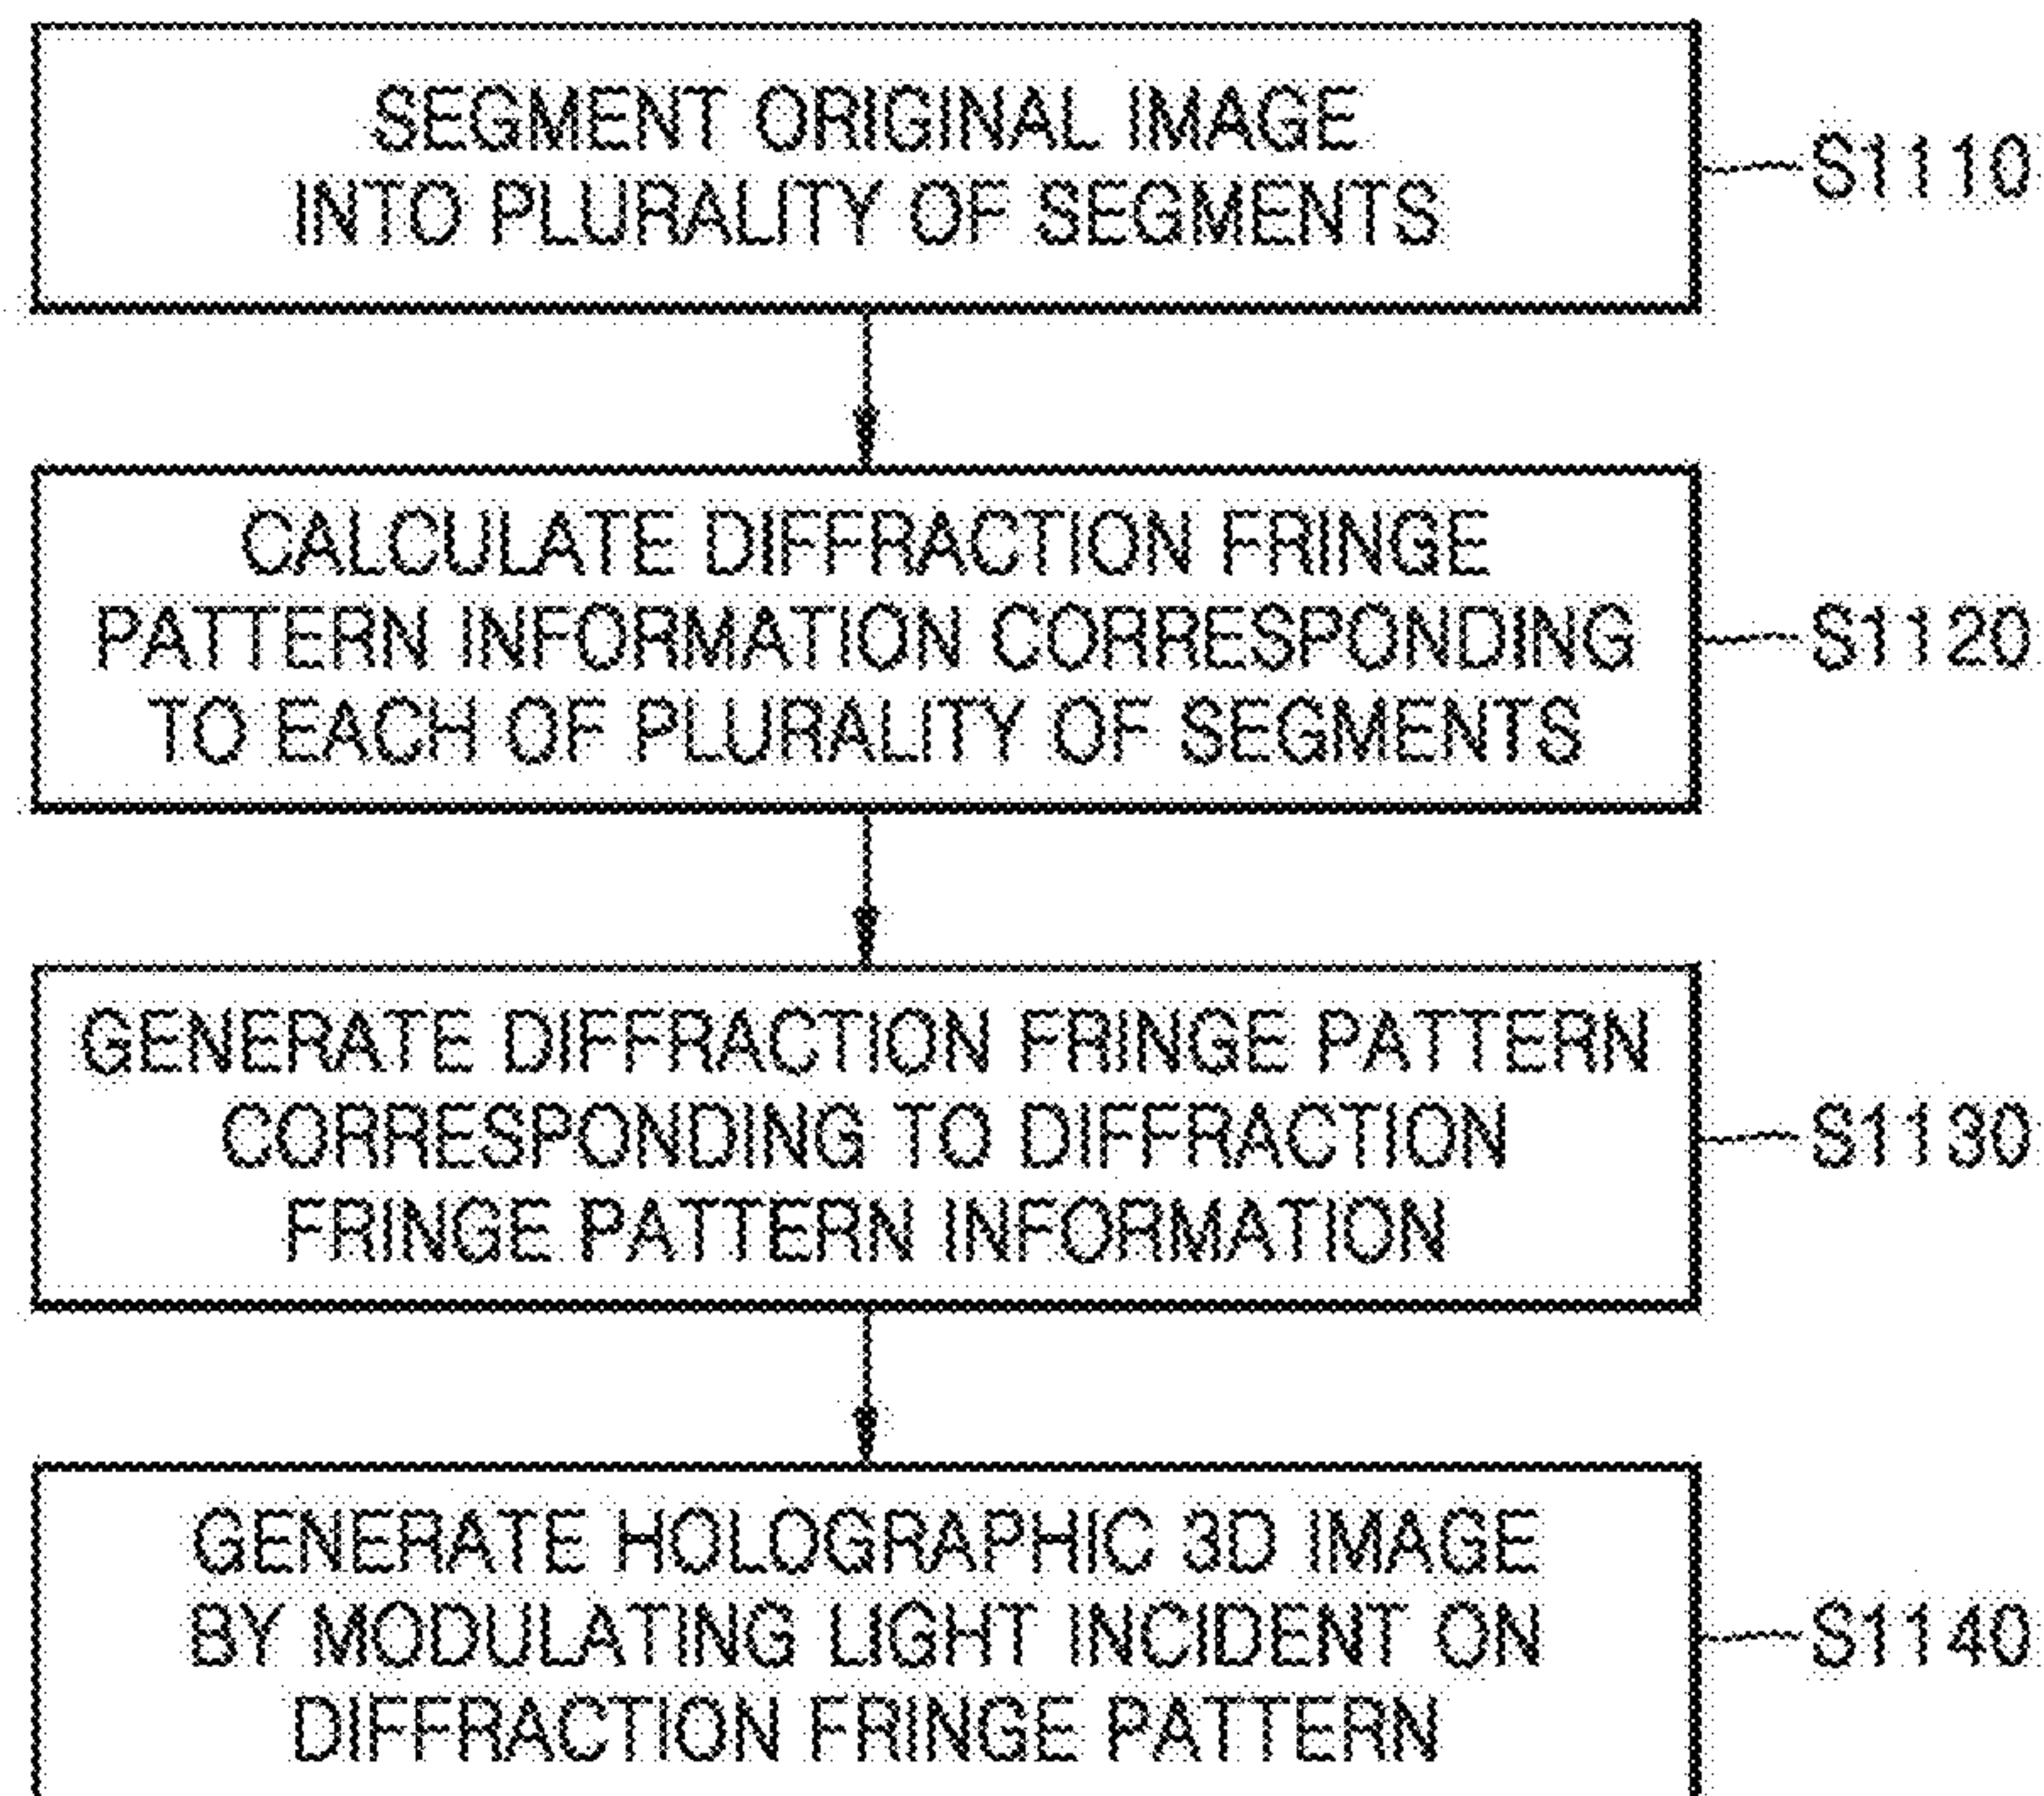 SEGMENT ORIGINAL IMAGE
INTO PLURALITY OF SEGMENTS
S1110
CALCULATE DIFFRACTION FRINGE
PATTERN INFORMATION CORRESPONDING
TO EACH OF PLURALITY OF SEGMENTS
S1120
GENERATE DIFFRACTION FRINGE PATTERN
CORRESPONDING TO DIFFRACTION
FRINGE PATTERN INFORMATION
S1130
GENERATE HOLOGRAPHIC 3D IMAGE
BY MODULATING LIGHT INCIDENT ON
DIFFRACTION FRINGE PATTERN
S1140